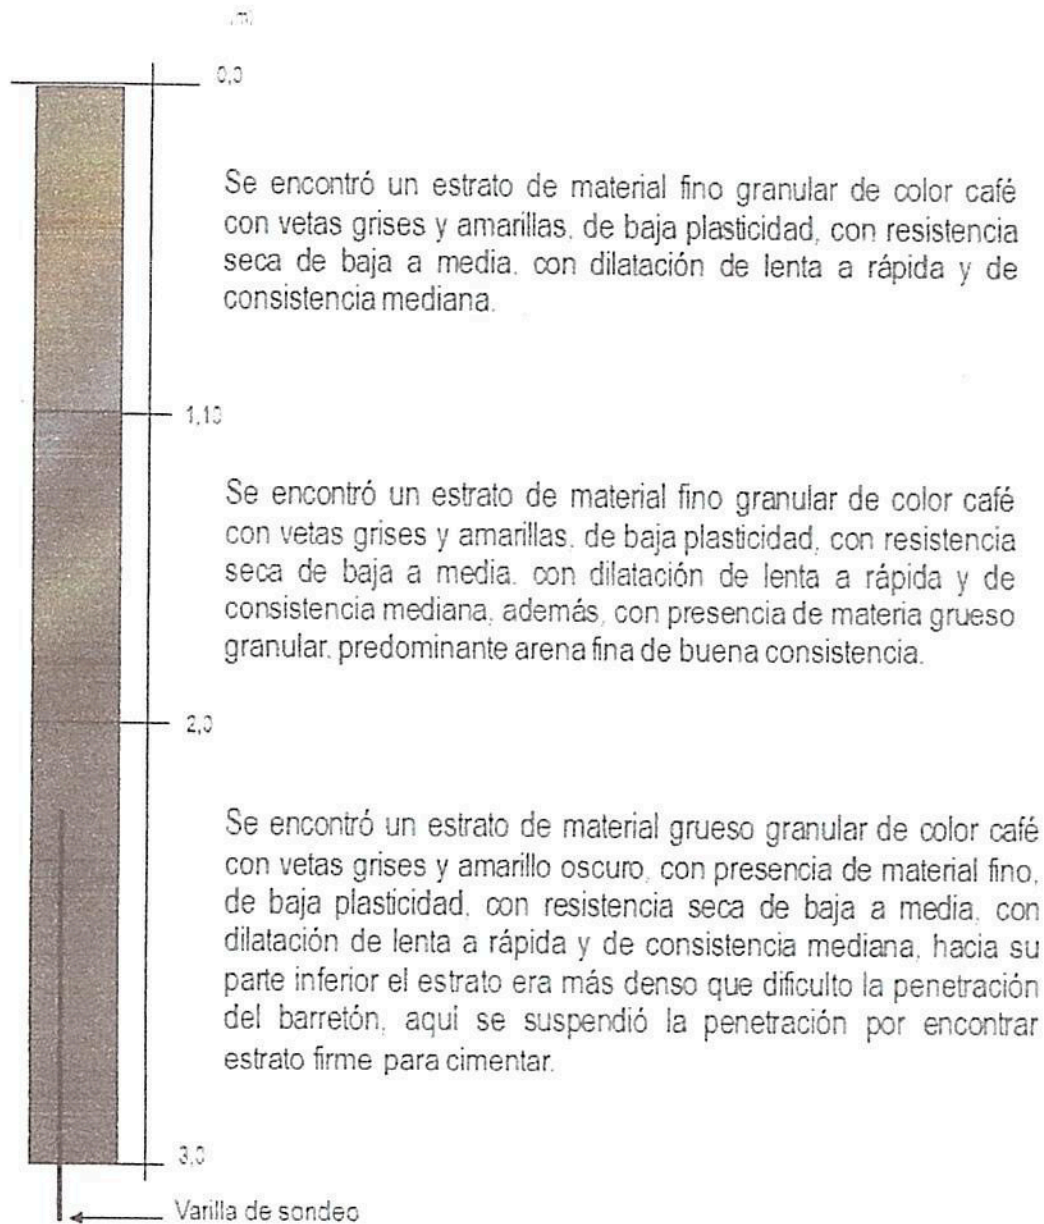 (m)
0,0
Se encontró un estrato de material fino granular de color café
con vetas grises y amarillas, de baja plasticidad, con resistencia
seca de baja a media, con dilatación de lenta a rápida y de
consistencia mediana.
1,10
Se encontró un estrato de material fino granular de color café
con vetas grises y amarillas, de baja plasticidad, con resistencia
seca de baja a media, con dilatación de lenta a rápida y de
consistencia mediana, además, con presencia de materia grueso
granular, predominante arena fina de buena consistencia.
2,0
Se encontró un estrato de material grueso granular de color café
con vetas grises y amarillo oscuro, con presencia de material fino,
de baja plasticidad, con resistencia seca de baja a media, con
dilatación de lenta a rápida y de consistencia mediana, hacia su
parte inferior el estrato era más denso que dificulto la penetración
del barretón, aqui se suspendió la penetración por encontrar
estrato firme para cimentar.
3,0
Varilla de sondeo